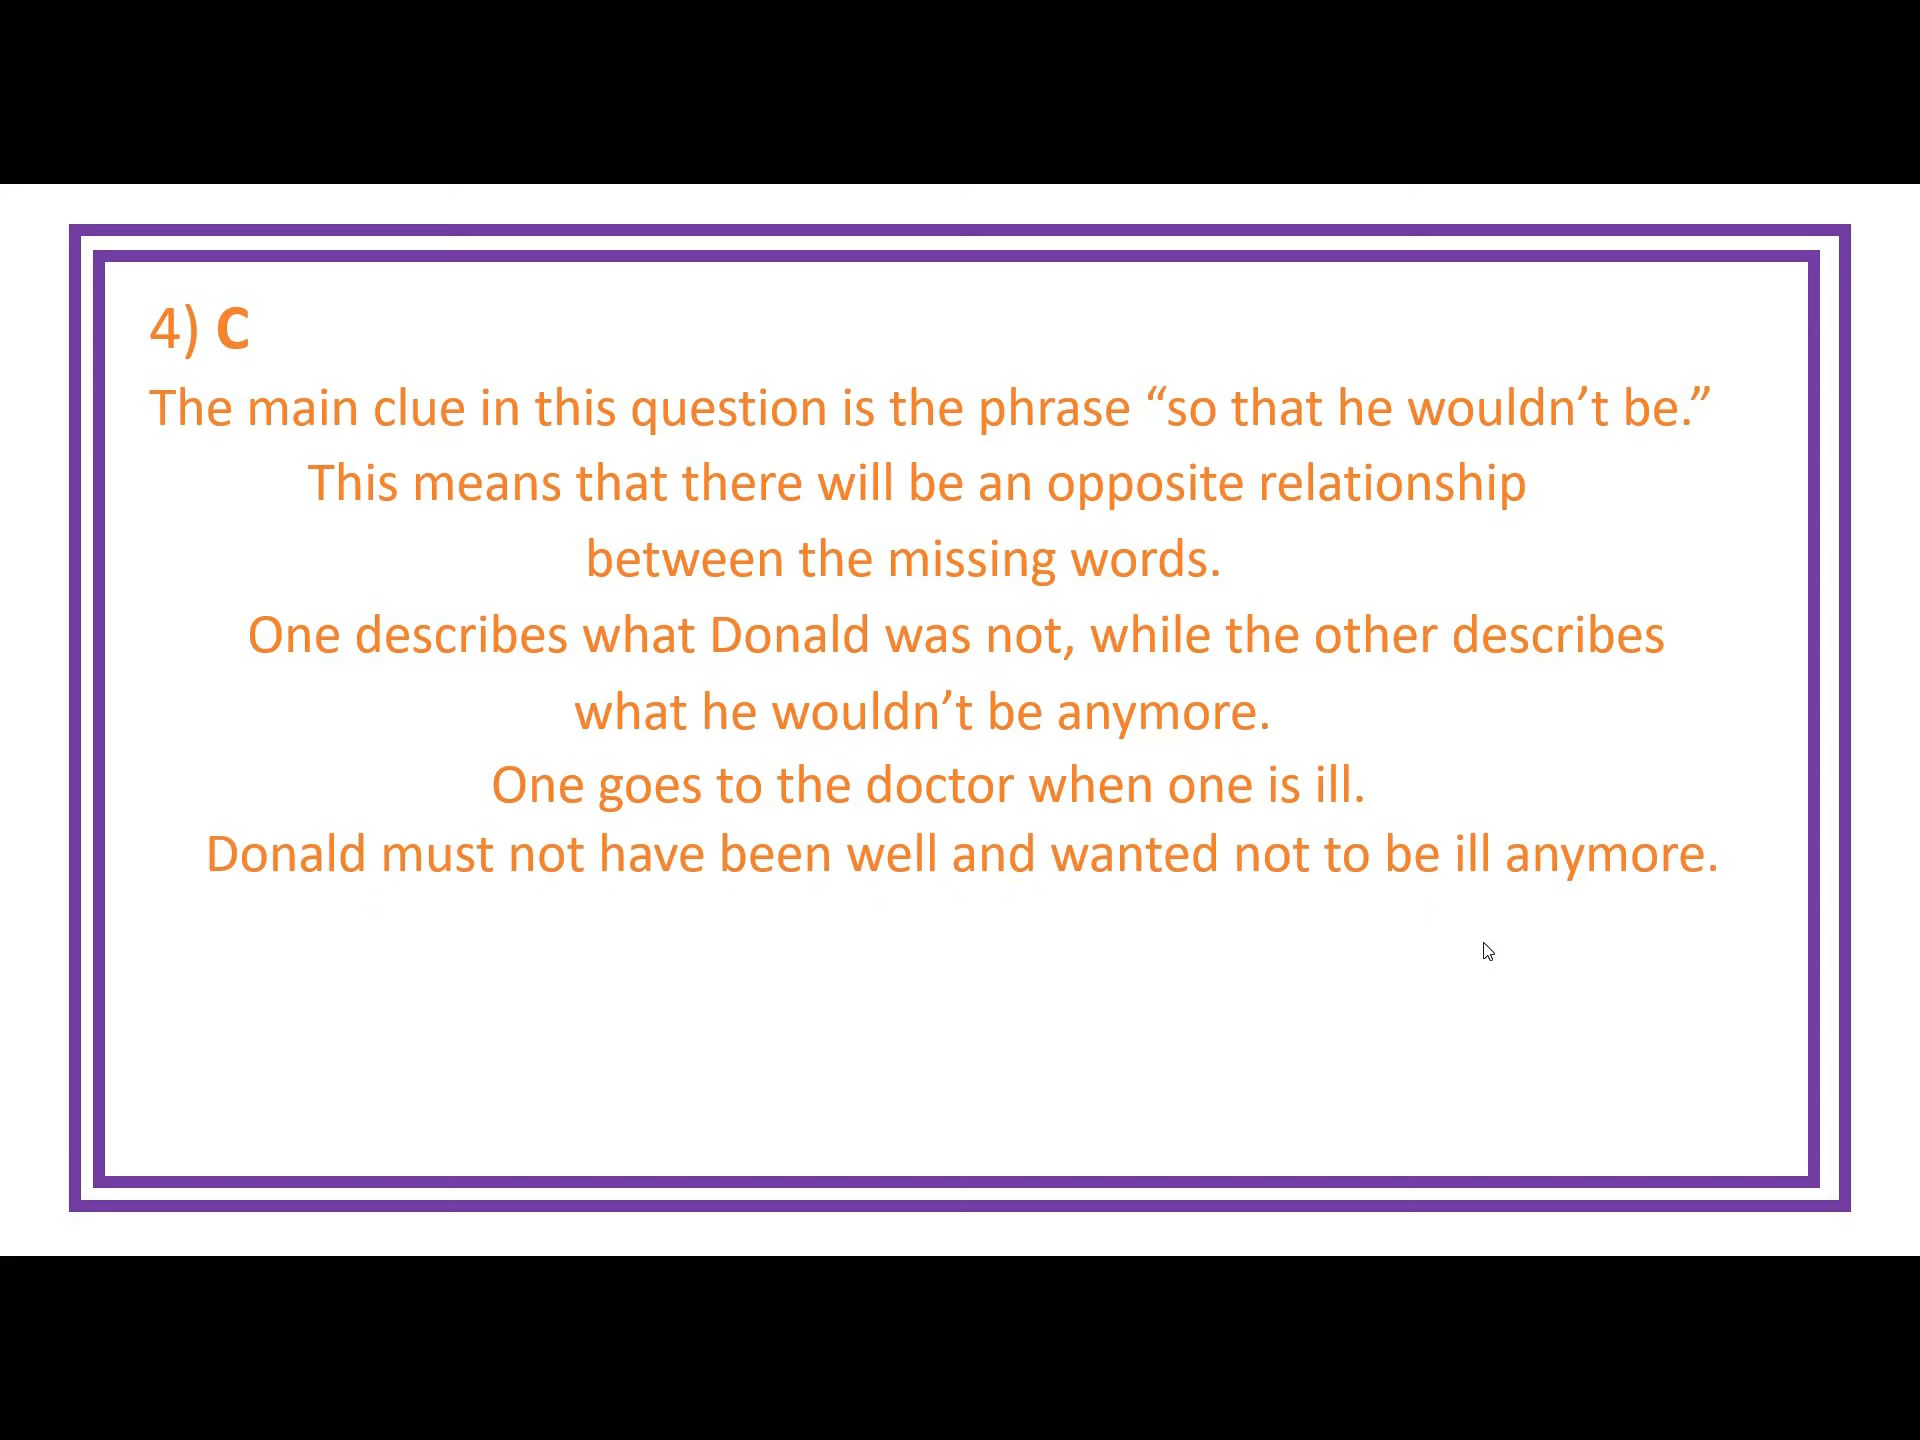 4) C
The main clue in this question is the phrase “so that he wouldn’t be.”
This means that there will be an opposite relationship
between the missing words.
One describes what Donald was not, while the other describes
what he wouldn’t be anymore.
One goes to the doctor when one is ill.
Donald must not have been well and wanted not to be ill anymore.